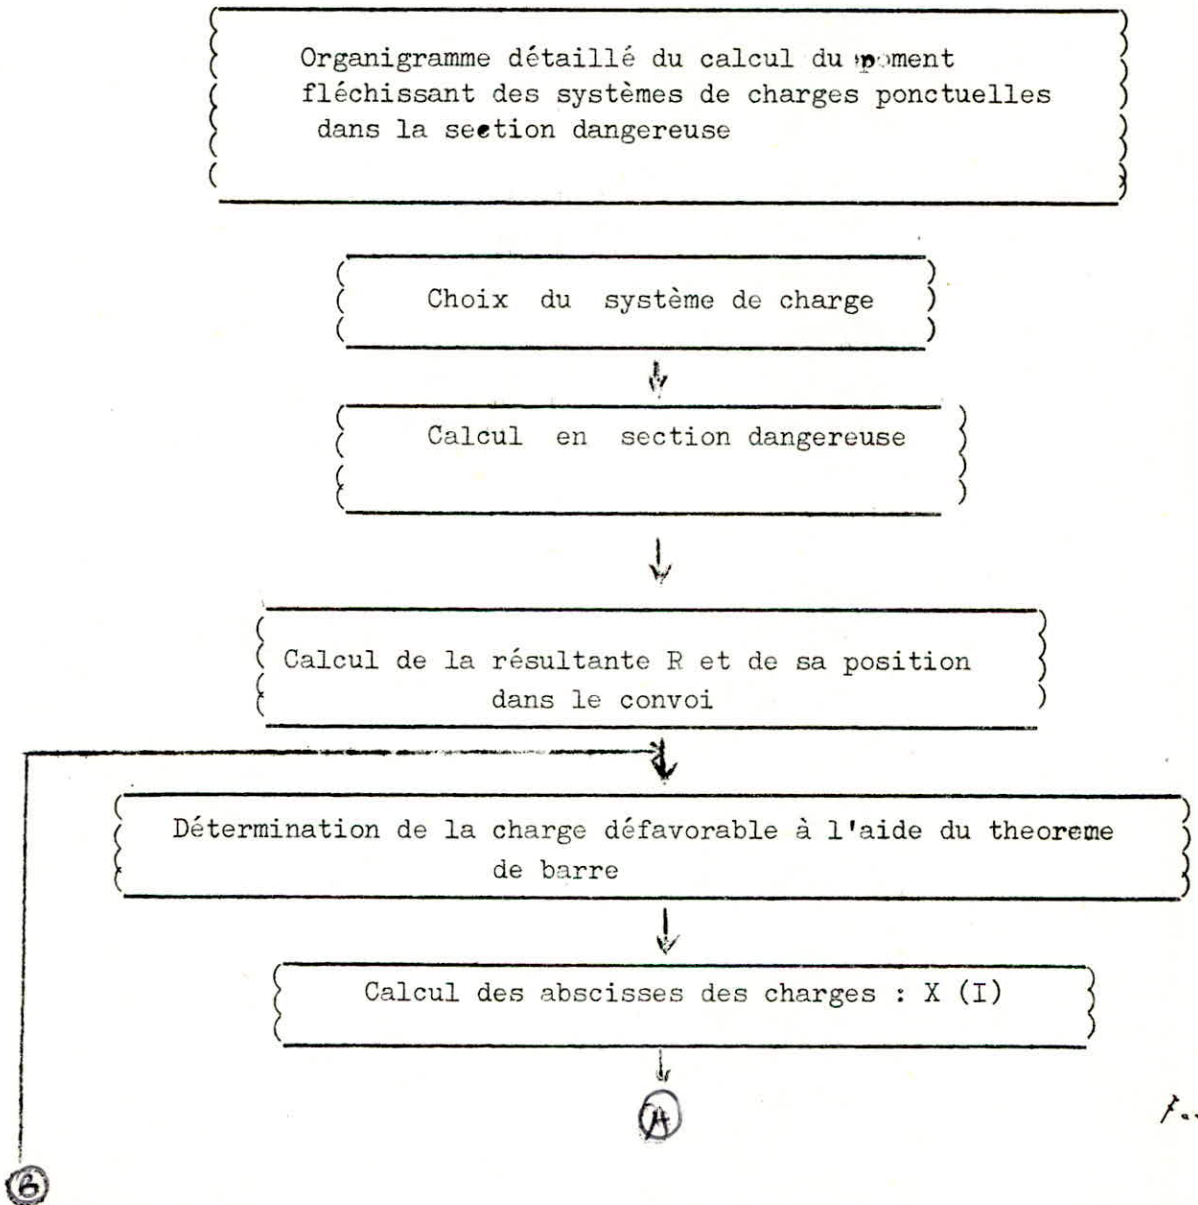 Organigramme détaillé du calcul du moment
fléchissant des systèmes de charges ponctuelles
dans la section dangereuse
Choix du système de charge
Calcul en section dangereuse
Calcul de la résultante R et de sa position
dans le convoi
Détermination de la charge défavorable à l'aide du theoreme
de barre
Calcul des abscisses des charges : X (I)
A
B